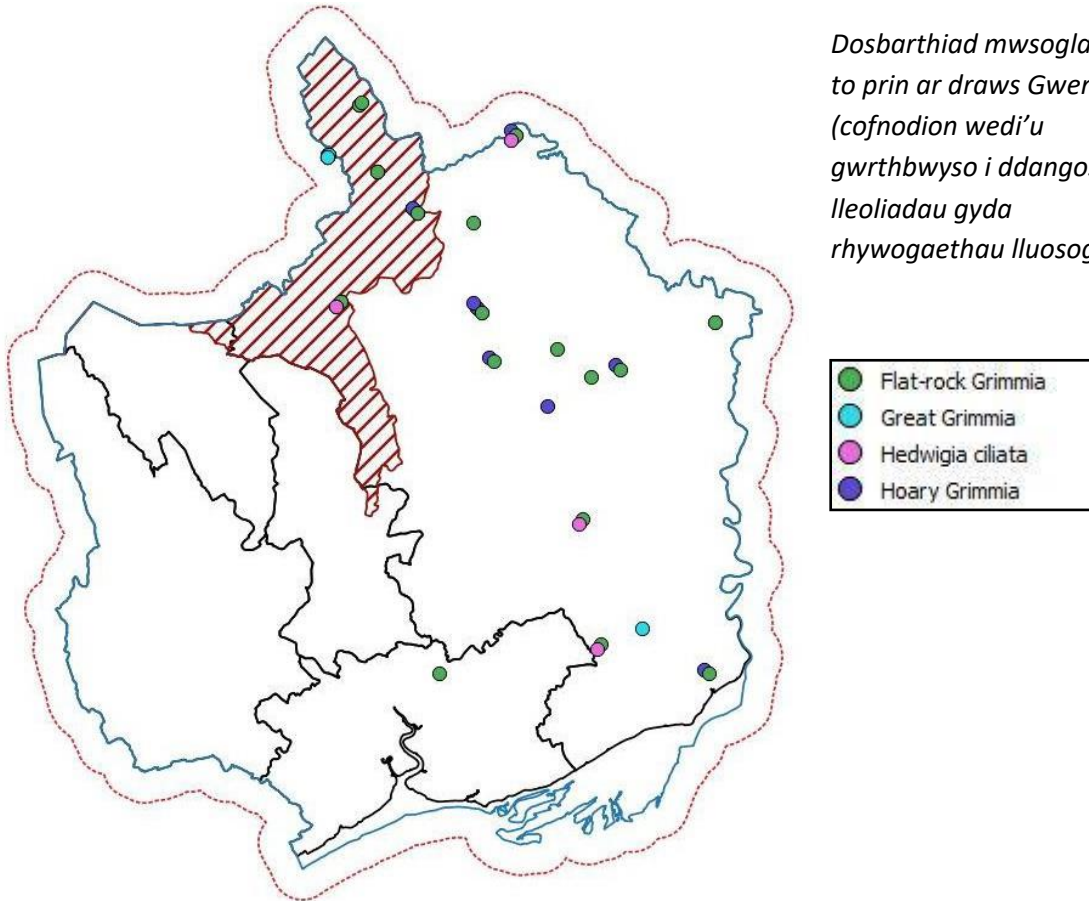 Dosbarthiad mwsogla
to prin ar draws Gwen
(cofnodion wedi’u
gwrthbwyso i ddangos
lleoliadau gyda
rhywogaethau lluosog
Flat-rock Grimmia
Great Grimmia
Hedwigia ciliata
Hoary Grimmia